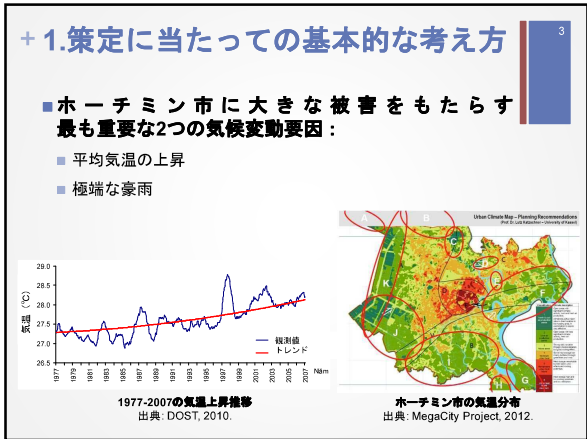 + 1.策定に当たっての基本的な考え方
3
■ホーチミン市に大きな被害をもたらす
最も重要な2つの気候変動要因：
■ 平均気温の上昇
■ 極端な豪雨
Urban Climate Map – Planning Recommendations
(Prof. Dr. Lutz Katzschner – University of Kassel)
A
B
C
D
E
K
J
H
G
29.0
28.5
28.0
27.5
27.0
26.5
気温 (℃)
観測値
トレンド
1977 1979 1981 1983 1985 1987 1989 1991 1993 1995 1997 1999 2001 2003 2005 2007 Năm
1977-2007の気温上昇推移
出典: DOST, 2010.
ホーチミン市の気温分布
出典: MegaCity Project, 2012.